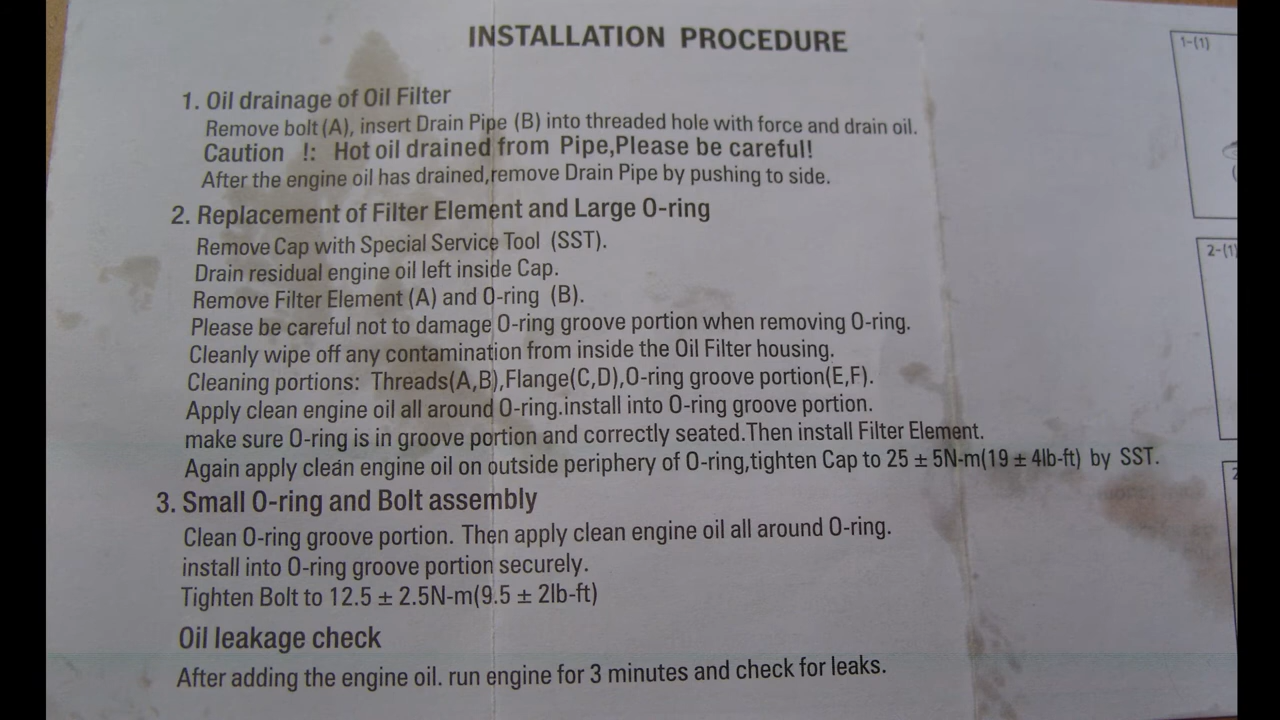 INSTALLATION PROCEDURE
1-(1)
1. Oil drainage of Oil Filter
Remove bolt (A), insert Drain Pipe (B) into threaded hole with force and drain oil.
Caution !: Hot oil drained from Pipe,Please be careful!
After the engine oil has drained,remove Drain Pipe by pushing to side.
2. Replacement of Filter Element and Large O-ring
Remove Cap with Special Service Tool (SST).
2-(1)
Drain residual engine oil left inside Cap.
Remove Filter Element (A) and O-ring (B).
Please be careful not to damage O-ring groove portion when removing O-ring.
Cleanly wipe off any contamination from inside the Oil Filter housing.
Cleaning portions: Threads(A,B),Flange(C,D),O-ring groove portion(E,F).
Apply clean engine oil all around O-ring.install into O-ring groove portion.
make sure O-ring is in groove portion and correctly seated.Then install Filter Element.
Again apply clean engine oil on outside periphery of O-ring,tighten Cap to 25 ± 5N-m(19 ± 4lb-ft) by SST.
2
3. Small O-ring and Bolt assembly
Clean O-ring groove portion. Then apply clean engine oil all around O-ring.
install into O-ring groove portion securely.
Tighten Bolt to 12.5 ± 2.5N-m(9.5 ± 2lb-ft)
Oil leakage check
After adding the engine oil. run engine for 3 minutes and check for leaks.